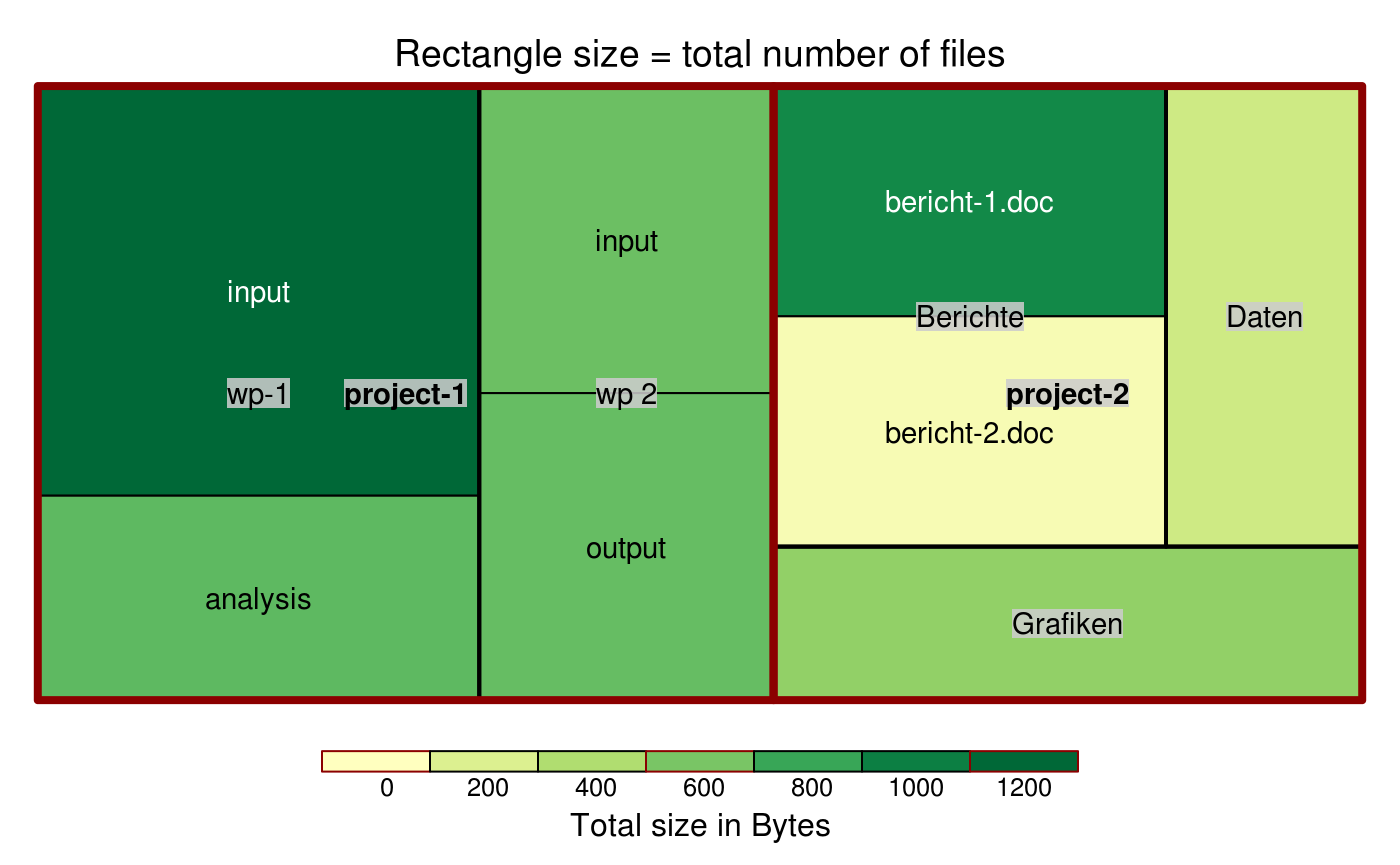 Rectangle size = total number of files
input
wp-1
project-1
analysis
input
wp 2
output
bericht-1.doc
Berichte
project-2
bericht-2.doc
Daten
Grafiken
0 200 400 600 800 1000 1200
Total size in Bytes